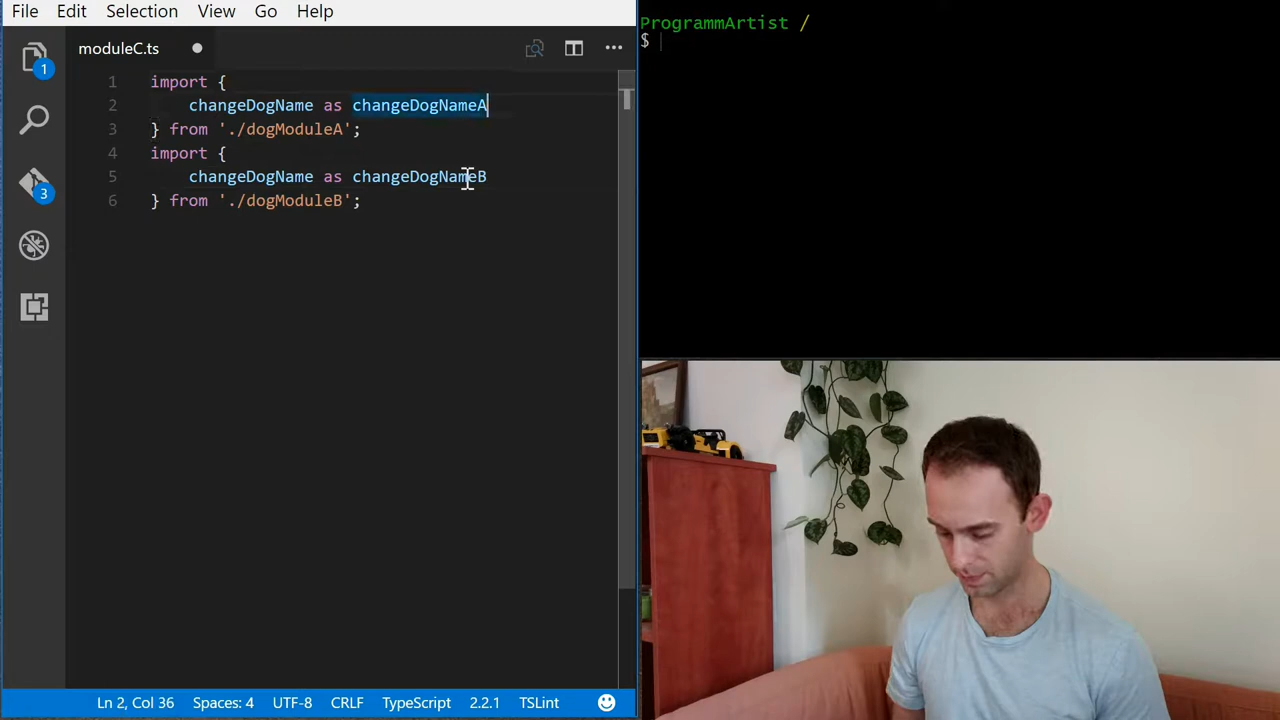 File Edit Selection View Go Help
moduleC.ts
1 import {
2 changeDogName as changeDogNameA
3 } from './dogModuleA';
4 import {
5 changeDogName as changeDogNameB
6 } from './dogModuleB';
1
3
Ln 2, Col 36 Spaces: 4 UTF-8 CRLF TypeScript 2.2.1 TSLint
ProgrammArtist /
$